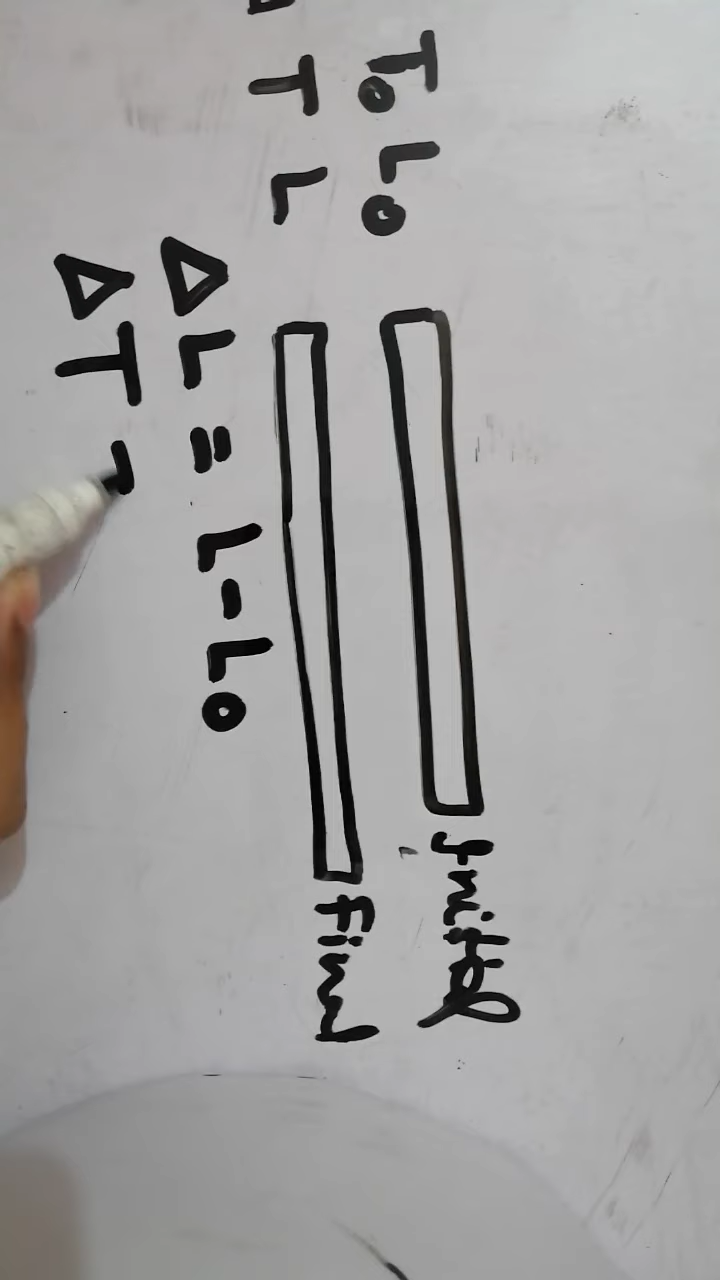 T₀ L₀ Initial
T L Final
ΔL = L-L₀
ΔT